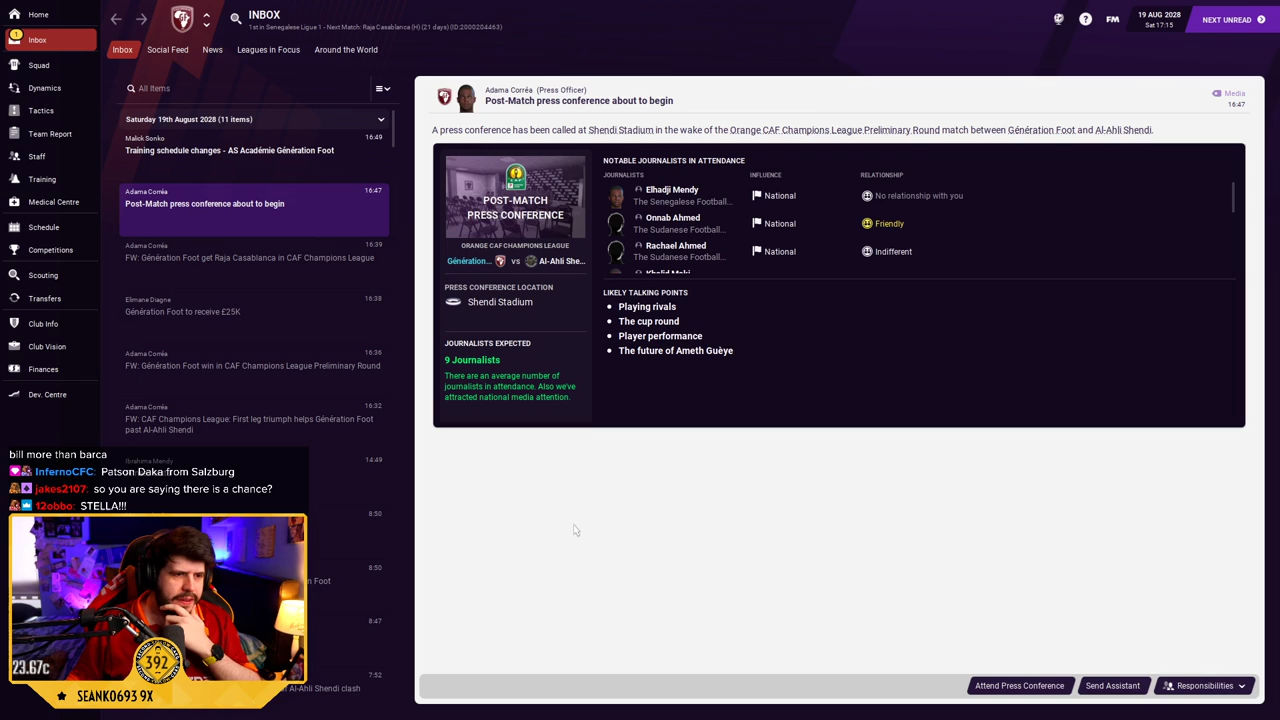 Home
1
Inbox
Squad
Dynamics
Tactics
Team Report
Staff
Training
Medical Centre
Schedule
Competitions
Scouting
Transfers
Club Info
Club Vision
Finances
Dev. Centre
INBOX
1st in Senegalese Ligue 1 - Next Match: Raja Casablanca (H) (21 days) (ID:2000204463)
FM
19 AUG 2028
Sat 17:15
NEXT UNREAD
Inbox Social Feed News Leagues in Focus Around the World
All Items
Saturday 19th August 2028 (11 items)
Malick Sonko 16:49
Training schedule changes - AS Académie Génération Foot
Adama Corréa 16:47
Post-Match press conference about to begin
Adama Corréa 16:39
FW: Génération Foot get Raja Casablanca in CAF Champions League
Elimane Diagne 16:38
Génération Foot to receive £25K
Adama Corréa 16:36
FW: Génération Foot win in CAF Champions League Preliminary Round
Adama Corréa 16:32
FW: CAF Champions League: First leg triumph helps Génération Foot
past Al-Ahli Shendi
Ibrahima Mendy 14:49
8:50
8:50
n Foot
8:47
7:52
st Al-Ahli Shendi clash
Adama Corréa (Press Officer)
Post-Match press conference about to begin
Media
16:47
A press conference has been called at Shendi Stadium in the wake of the Orange CAF Champions League Preliminary Round match between Génération Foot and Al-Ahli Shendi.
CAF
POST-MATCH
PRESS CONFERENCE
ORANGE CAF CHAMPIONS LEAGUE
Génération... vs Al-Ahli She...
PRESS CONFERENCE LOCATION
Shendi Stadium
JOURNALISTS EXPECTED
9 Journalists
There are an average number of
journalists in attendance. Also we've
attracted national media attention.
NOTABLE JOURNALISTS IN ATTENDANCE
JOURNALISTS INFLUENCE RELATIONSHIP
Elhadji Mendy
The Senegalese Football...
National
No relationship with you
Onnab Ahmed
The Sudanese Football...
National
Friendly
Rachael Ahmed
The Sudanese Football...
National
Indifferent
LIKELY TALKING POINTS
Playing rivals
The cup round
Player performance
The future of Ameth Guèye
Attend Press Conference
Send Assistant
Responsibilities
bill more than barca
InfernoCFC: Patson Daka from Salzburg
jakes2107: so you are saying there is a chance?
12obbo: STELLA!!!
23.67c
392
SEANK0693 9X